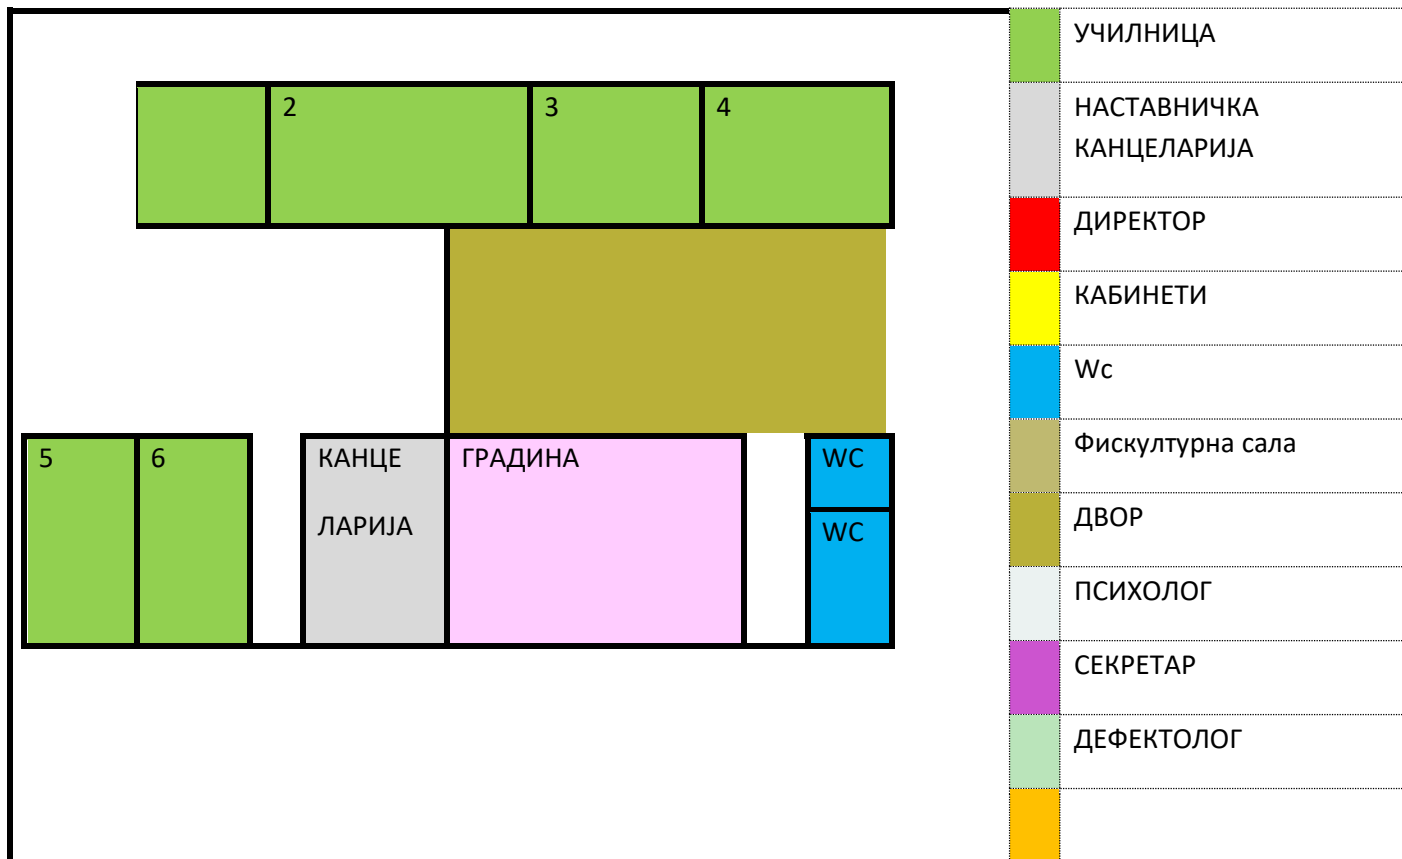 2
3
4
5
6
КАНЦЕ
ЛАРИЈА
ГРАДИНА
WC
WC
УЧИЛНИЦА
НАСТАВНИЧКА
КАНЦЕЛАРИЈА
ДИРЕКТОР
КАБИНЕТИ
Wc
Фискултурна сала
ДВОР
ПСИХОЛОГ
СЕКРЕТАР
ДЕФЕКТОЛОГ